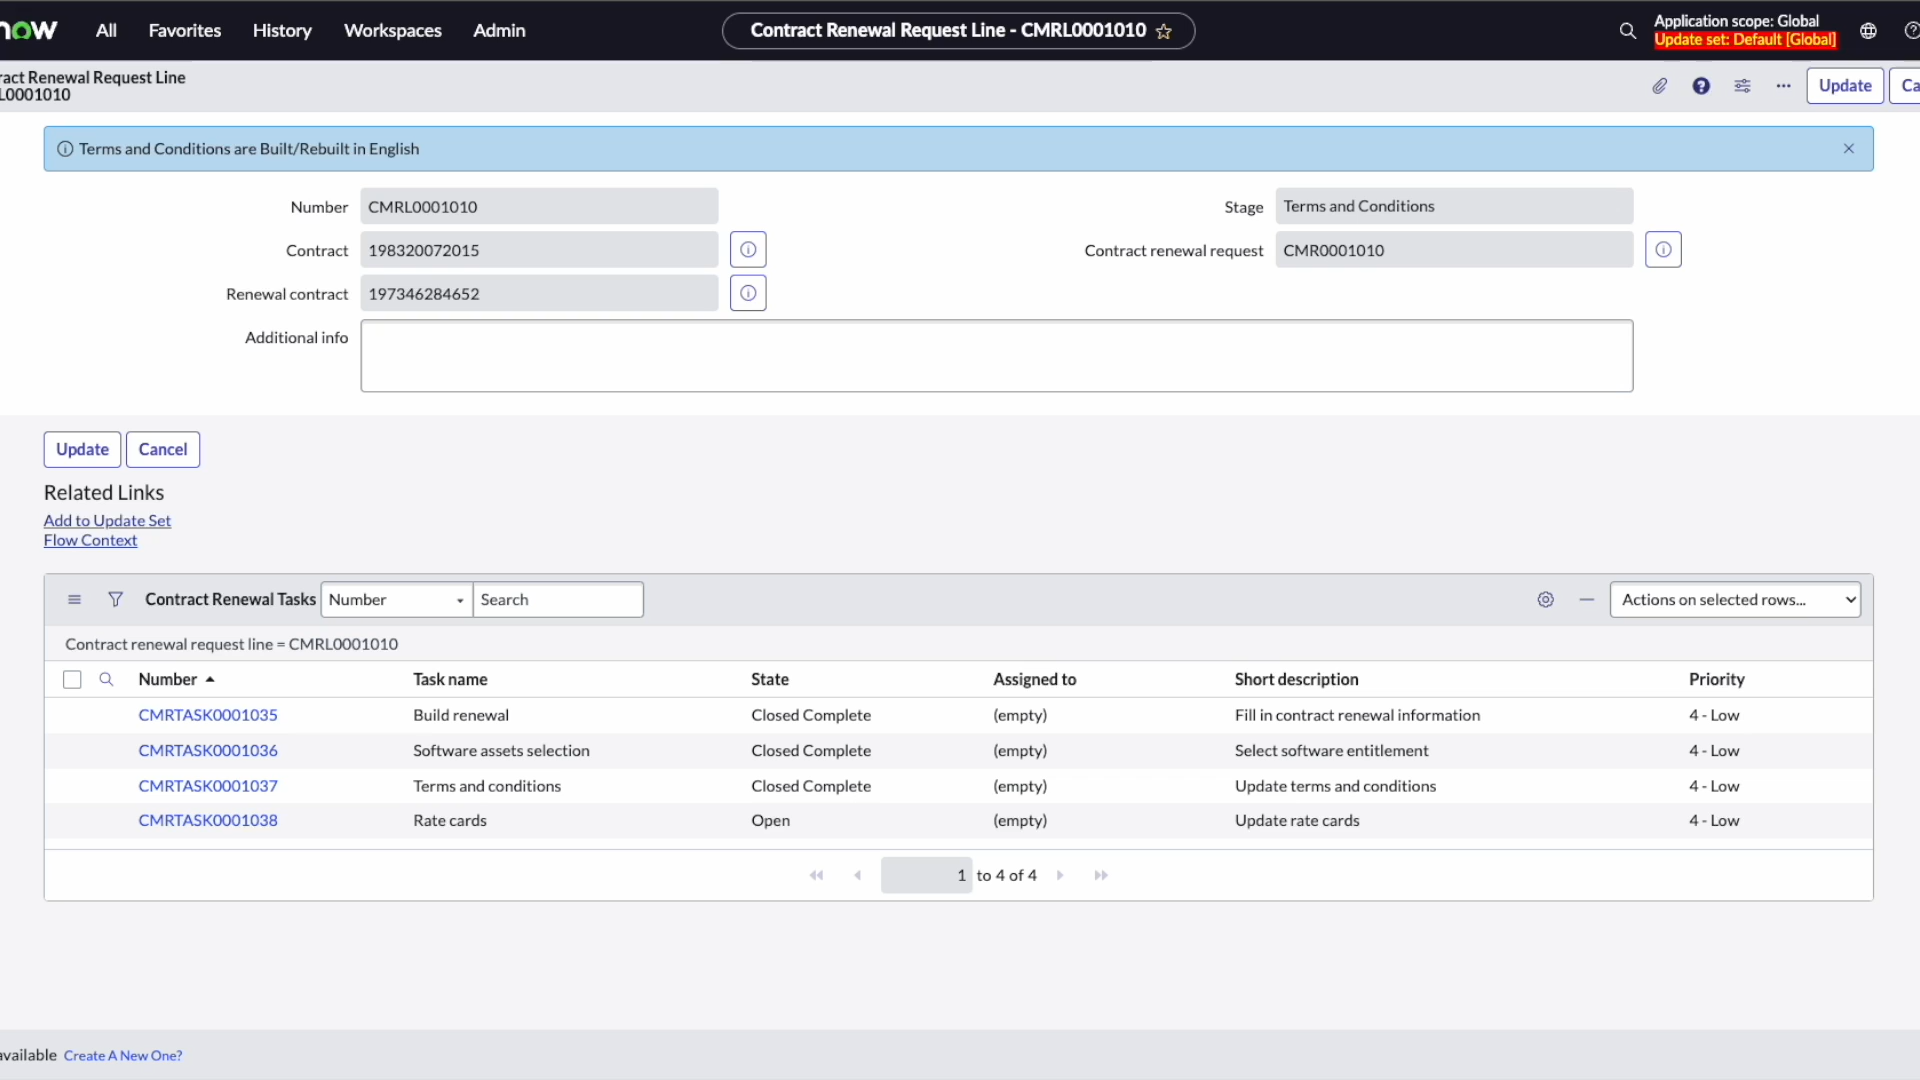 now All Favorites History Workspaces Admin Contract Renewal Request Line - CMRL0001010 Application scope: Global
Update set: Default [Global]
ract Renewal Request Line
L0001010
Update Ca
Terms and Conditions are Built/Rebuilt in English
Number CMRL0001010 Stage Terms and Conditions
Contract 198320072015 Contract renewal request CMR0001010
Renewal contract 197346284652
Additional info
Update Cancel
Related Links
Add to Update Set
Flow Context
Contract Renewal Tasks Number Search Actions on selected rows...
Contract renewal request line = CMRL0001010
Number Task name State Assigned to Short description Priority
CMRTASK0001035 Build renewal Closed Complete (empty) Fill in contract renewal information 4 - Low
CMRTASK0001036 Software assets selection Closed Complete (empty) Select software entitlement 4 - Low
CMRTASK0001037 Terms and conditions Closed Complete (empty) Update terms and conditions 4 - Low
CMRTASK0001038 Rate cards Open (empty) Update rate cards 4 - Low
1 to 4 of 4
available Create A New One?